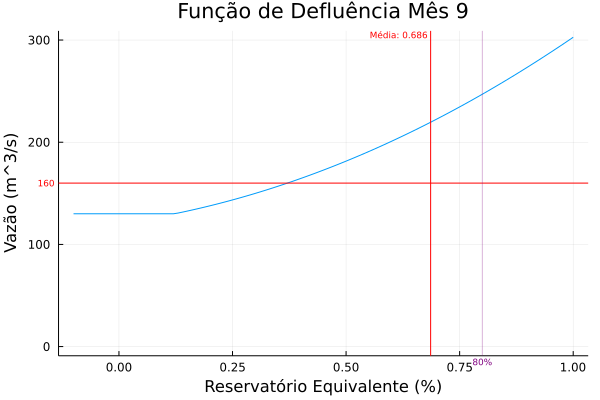 Função de Defluência Mês 9
Média: 0.686
300
200
160
100
0
Vazão (m^3/s)
0.00
0.25
0.50
0.75
80%
1.00
Reservatório Equivalente (%)